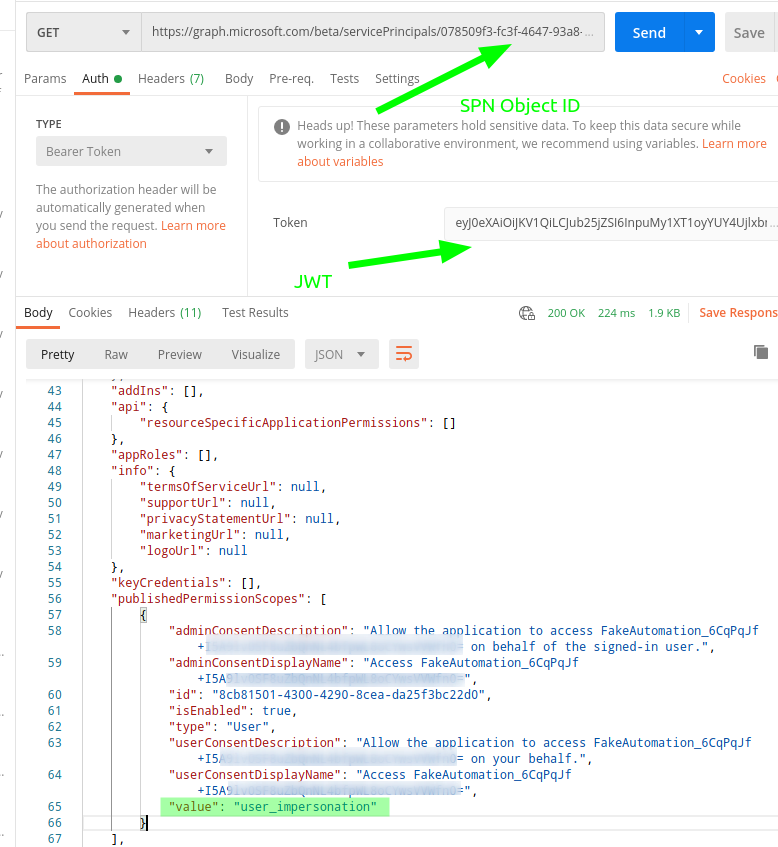 GET
https://graph.microsoft.com/beta/servicePrincipals/078509f3-fc3f-4647-93a8-...
Send
Save
Params Auth Headers (7) Body Pre-req. Tests Settings Cookies
SPN Object ID
TYPE
Bearer Token
The authorization header will be
automatically generated when
you send the request. Learn more
about authorization
Heads up! These parameters hold sensitive data. To keep this data secure while
working in a collaborative environment, we recommend using variables. Learn more
about variables
Token
JWT
Body Cookies Headers (11) Test Results 200 OK 224 ms 1.9 KB Save Respons
Pretty Raw Preview Visualize JSON
43 "addIns": [],
44 "api": {
45 "resourceSpecificApplicationPermissions": []
46 },
47 "appRoles": [],
48 "info": {
49 "termsOfServiceUrl": null,
50 "supportUrl": null,
51 "privacyStatementUrl": null,
52 "marketingUrl": null,
53 "logoUrl": null
54 },
55 "keyCredentials": [],
56 "publishedPermissionScopes": [
57 {
58 "adminConsentDescription": "Allow the application to access FakeAutomation_6CqPqJf
= on behalf of the signed-in user.",
59 "adminConsentDisplayName": "Access FakeAutomation_6CqPqJf
+I5A =",
60 "id": "8cb81501-4300-4290-8cea-da25f3bc22d0",
61 "isEnabled": true,
62 "type": "User",
63 "userConsentDescription": "Allow the application to access FakeAutomation_6CqPqJf
+I5A = on your behalf.",
64 "userConsentDisplayName": "Access FakeAutomation_6CqPqJf
+I5A =",
65 "value": "user_impersonation"
66 }
67 ],